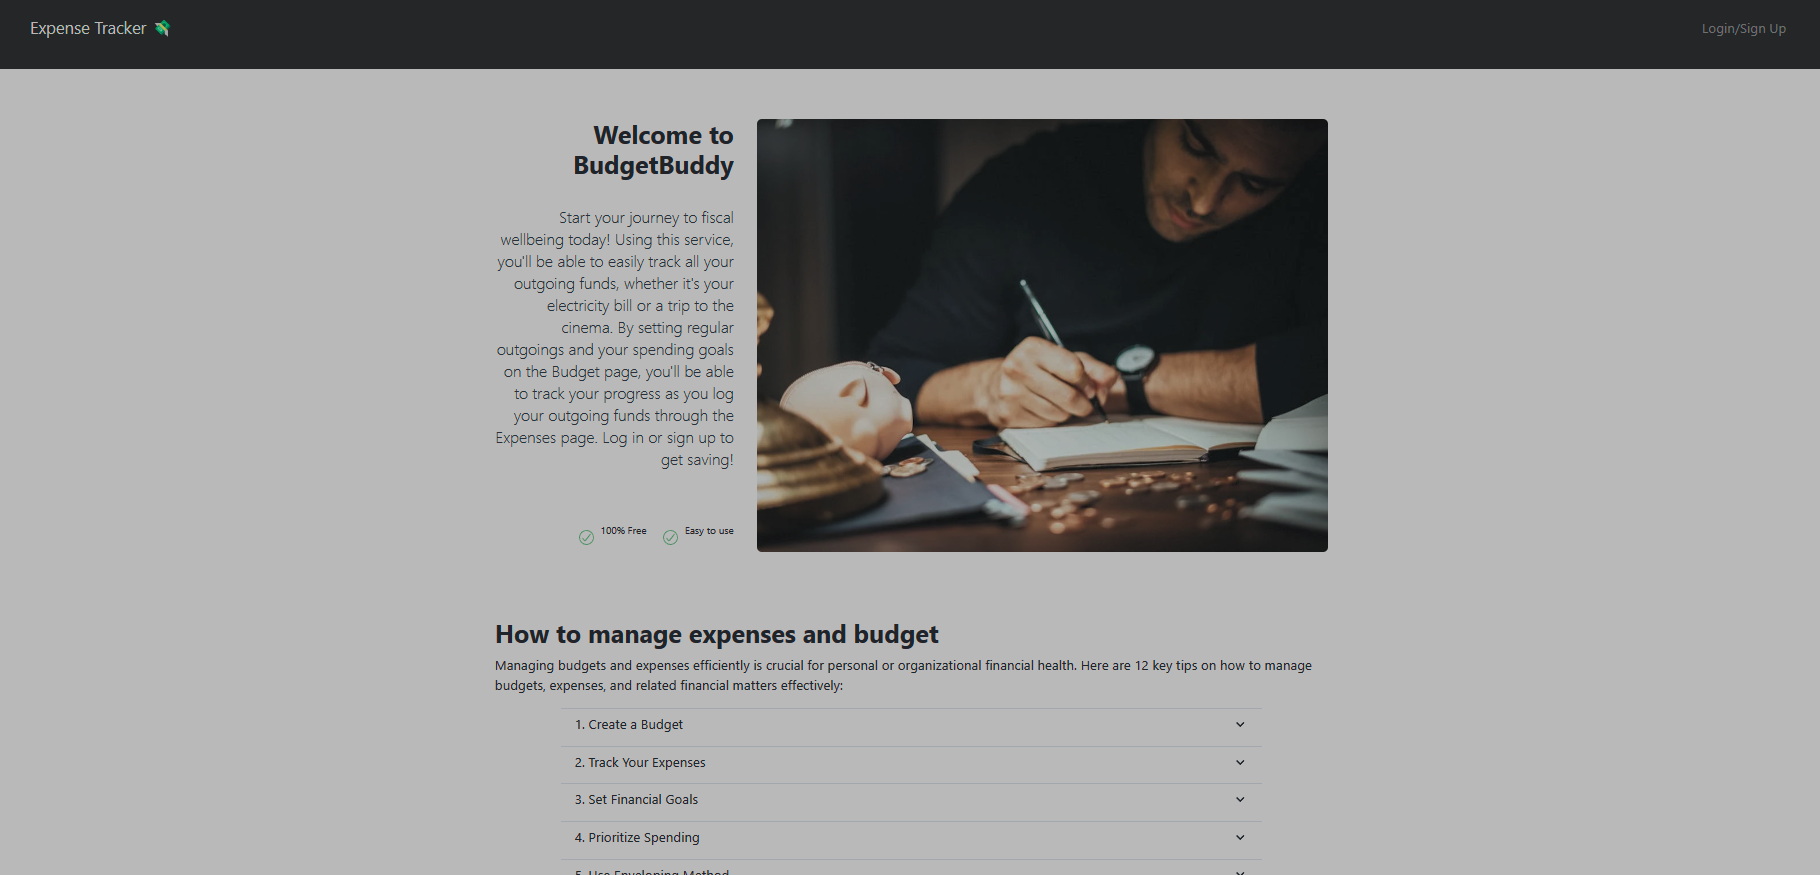 Expense Tracker
Login/Sign Up
Welcome to
BudgetBuddy
Start your journey to fiscal
wellbeing today! Using this service,
you'll be able to easily track all your
outgoing funds, whether it's your
electricity bill or a trip to the
cinema. By setting regular
outgoings and your spending goals
on the Budget page, you'll be able
to track your progress as you log
your outgoing funds through the
Expenses page. Log in or sign up to
get saving!
100% Free
Easy to use
How to manage expenses and budget
Managing budgets and expenses efficiently is crucial for personal or organizational financial health. Here are 12 key tips on how to manage
budgets, expenses, and related financial matters effectively:
1. Create a Budget
2. Track Your Expenses
3. Set Financial Goals
4. Prioritize Spending
5. Use Enveloping Method